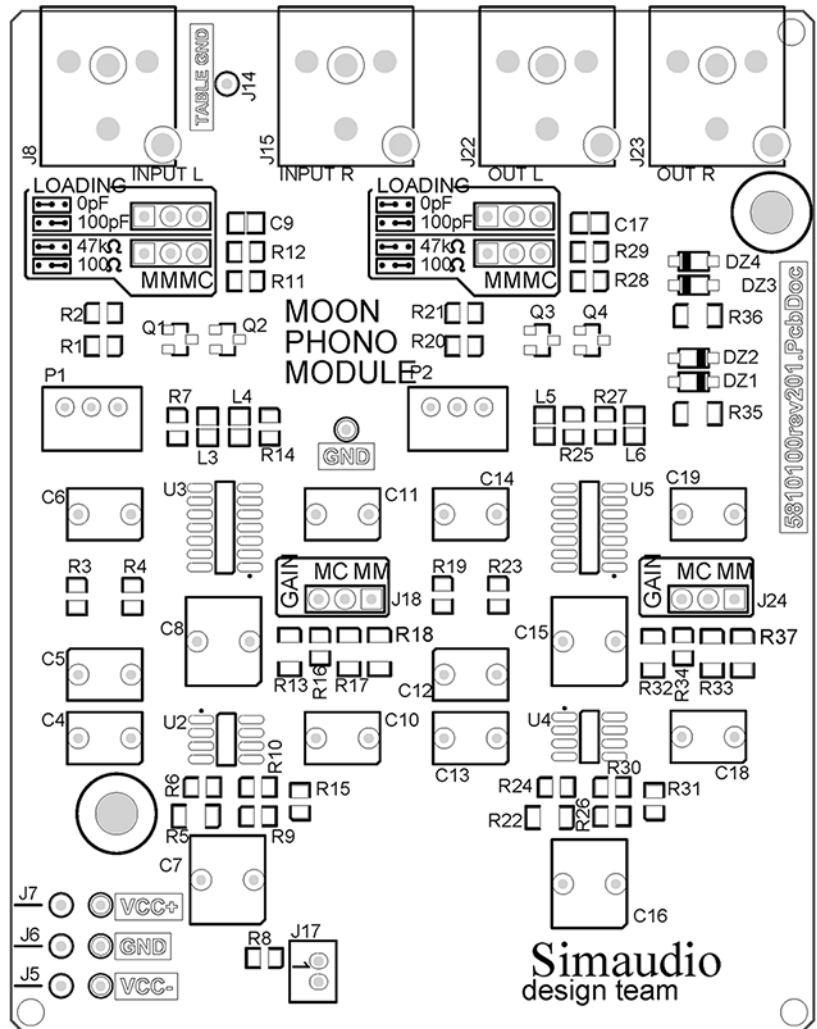 J8
TABLE GND
J14
J15
J22
J23
INPUT L
INPUT R
OUT L
OUT R
LOADING
0pF
100pF
47kΩ
100Ω
MMMC
C9
R12
R11
LOADING
0pF
100pF
47kΩ
100Ω
MMMC
C17
R29
R28
DZ4
DZ3
R36
DZ2
DZ1
R35
5810100rev201.PcbDoc
R2
R1
Q1
Q2
MOON
PHONO
MODULE
R21
R20
Q3
Q4
P1
R7
L4
L3
R14
GND
P2
L5
R27
R25
L6
C6
U3
C11
C14
U5
C19
R3
R4
GAIN
MC MM
J18
R19
R23
GAIN
MC MM
J24
C8
R18
R13
R16
R17
C15
R37
R32
R34
R33
C5
C12
C4
U2
C10
C13
U4
C18
R6
R10
R15
R5
R9
R24
R30
R31
R22
R26
C7
C16
J7
VCC+
J6
GND
J5
VCC-
R8
J17
1
Simaudio
design team